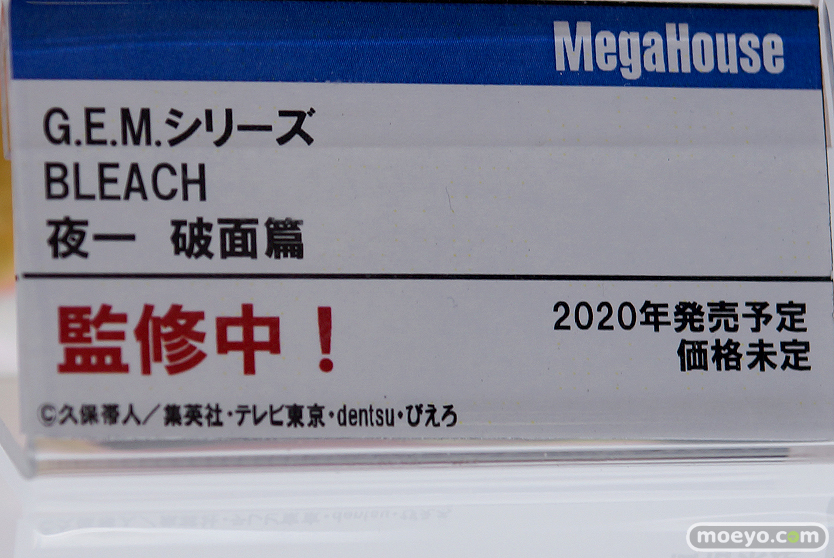 MegaHouse
G.E.M.シリーズ
BLEACH
夜一 破面篇
監修中！
2020年発売予定
価格未定
©久保帯人／集英社・テレビ東京・dentsu・ぴえろ
moeyo.com